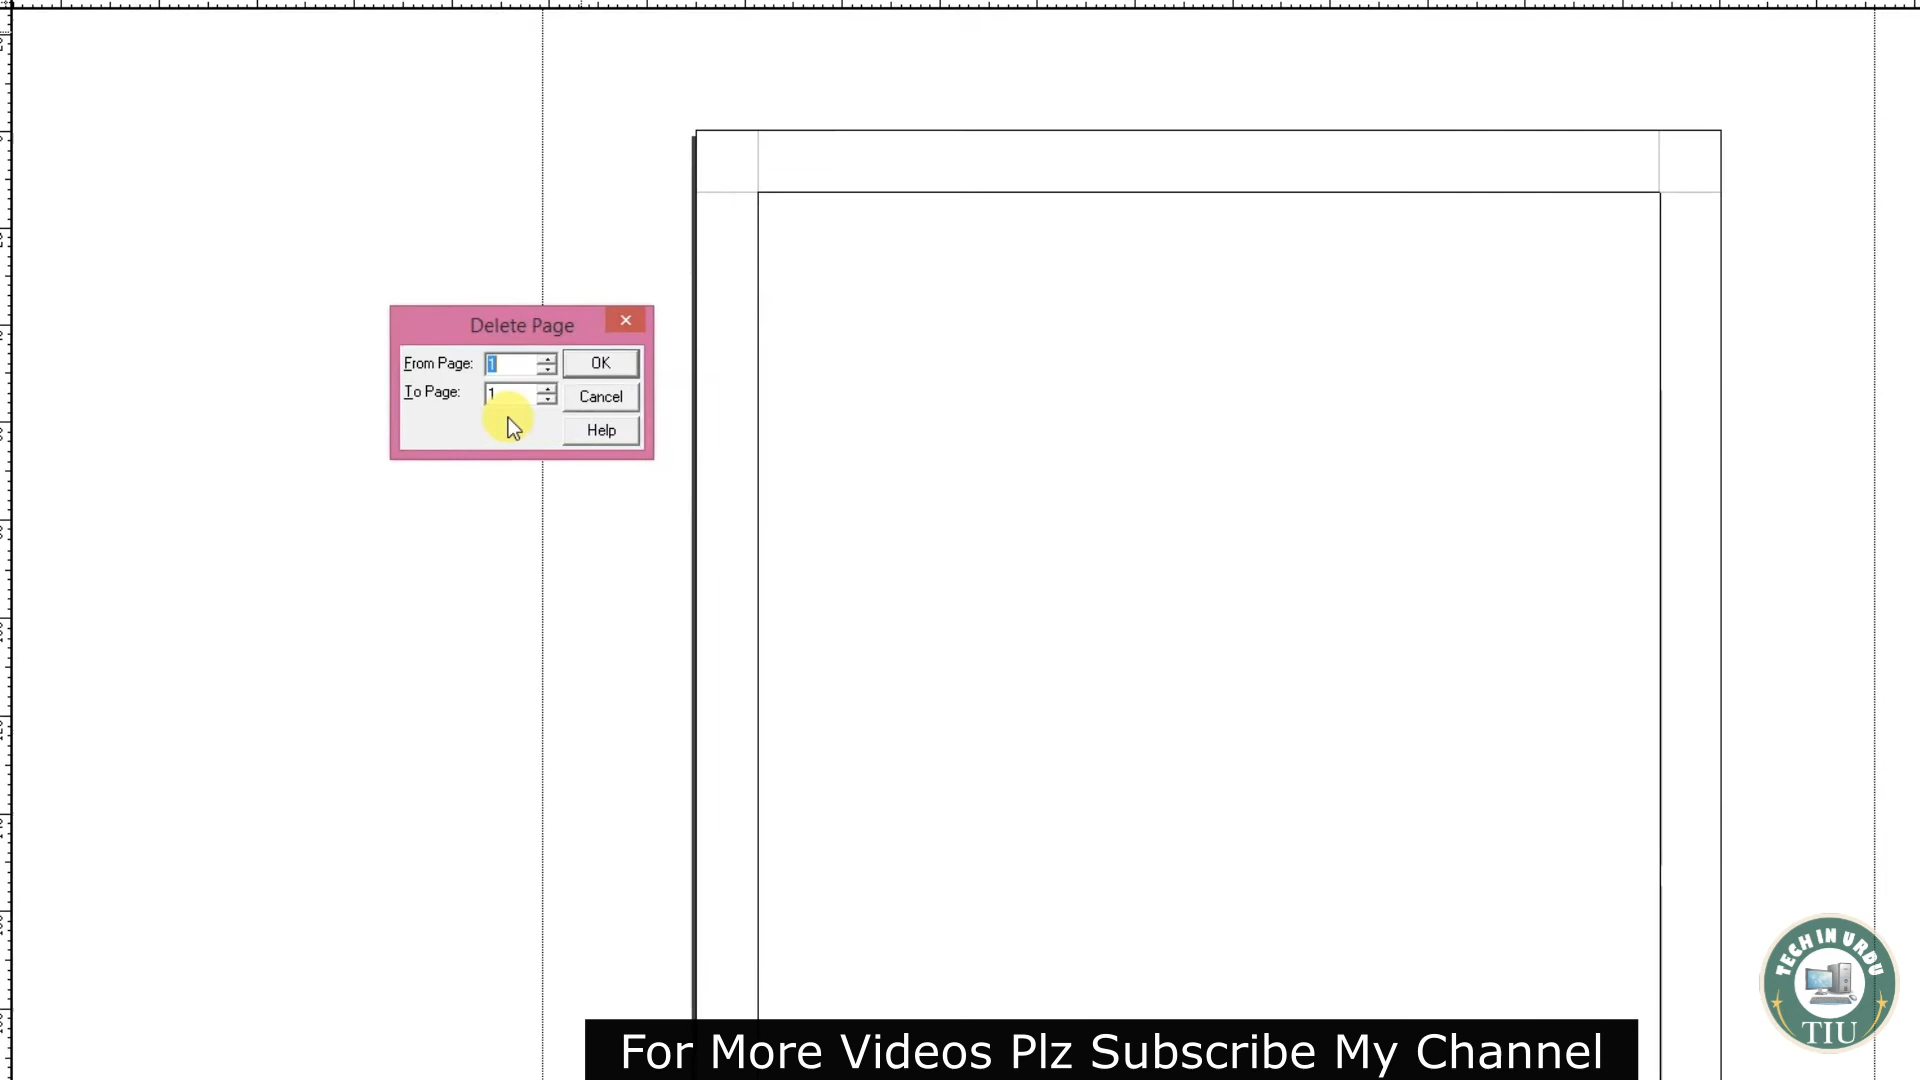 Delete Page
From Page: 1 OK
To Page: 1 Cancel
Help
TECH IN URDU
TIU
For More Videos Plz Subscribe My Channel